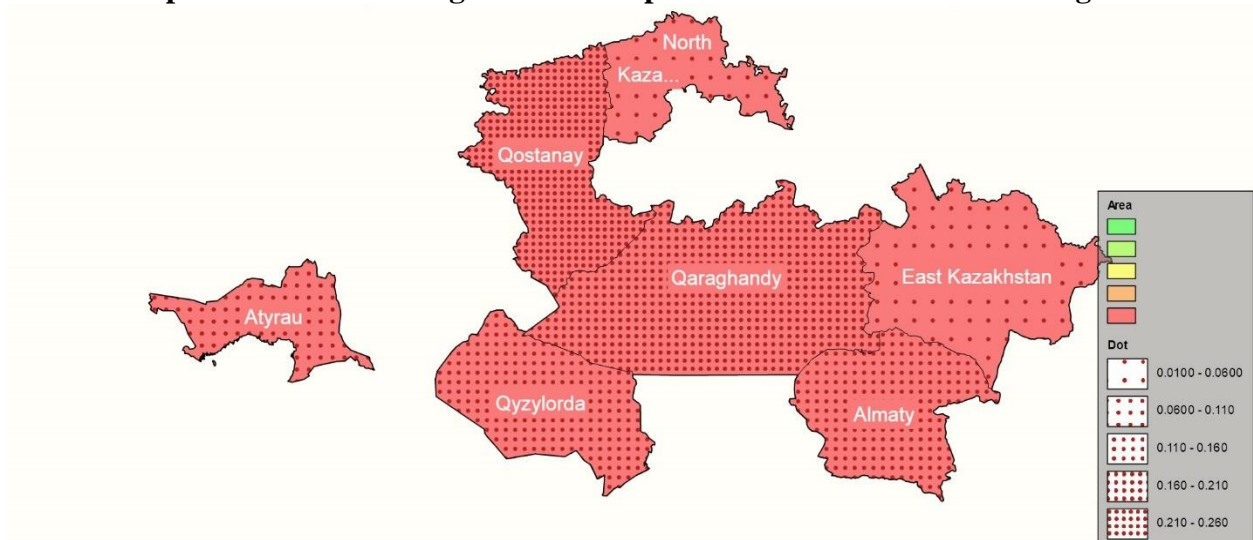 North
Kaza...
Qostanay
Qaraghandy
East Kazakhstan
Atyrau
Qyzylorda
Almaty
Area
Dot
0.0100 - 0.0600
0.0600 - 0.110
0.110 - 0.160
0.160 - 0.210
0.210 - 0.260